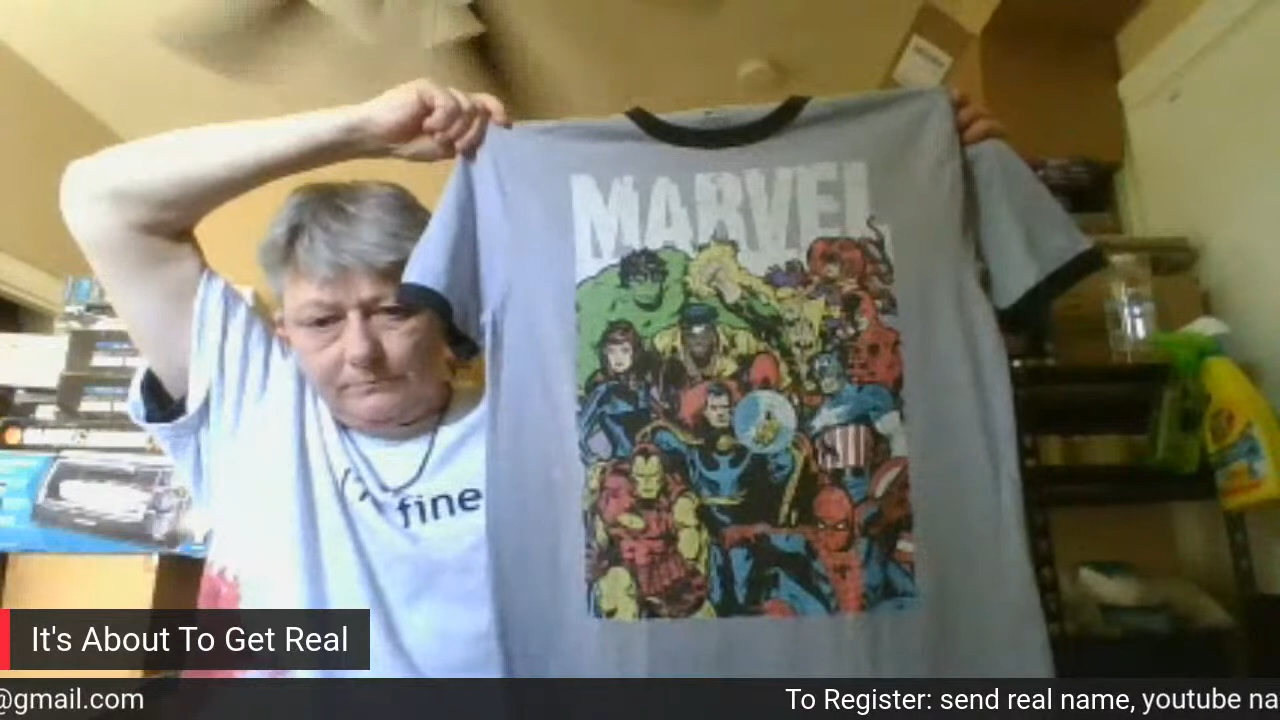 MARVEL
fine
It's About To Get Real
@gmail.com
To Register: send real name, youtube na